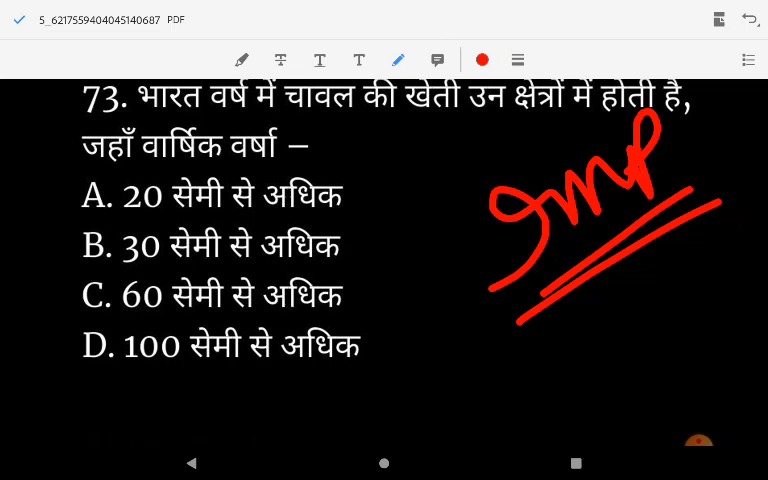 5_6217559404045140687 PDF
73. भारत वर्ष में चावल की खेती उन क्षेत्रों में होती है,
जहाँ वार्षिक वर्षा –
Imp
A. 20 सेमी से अधिक
B. 30 सेमी से अधिक
C. 60 सेमी से अधिक
D. 100 सेमी से अधिक